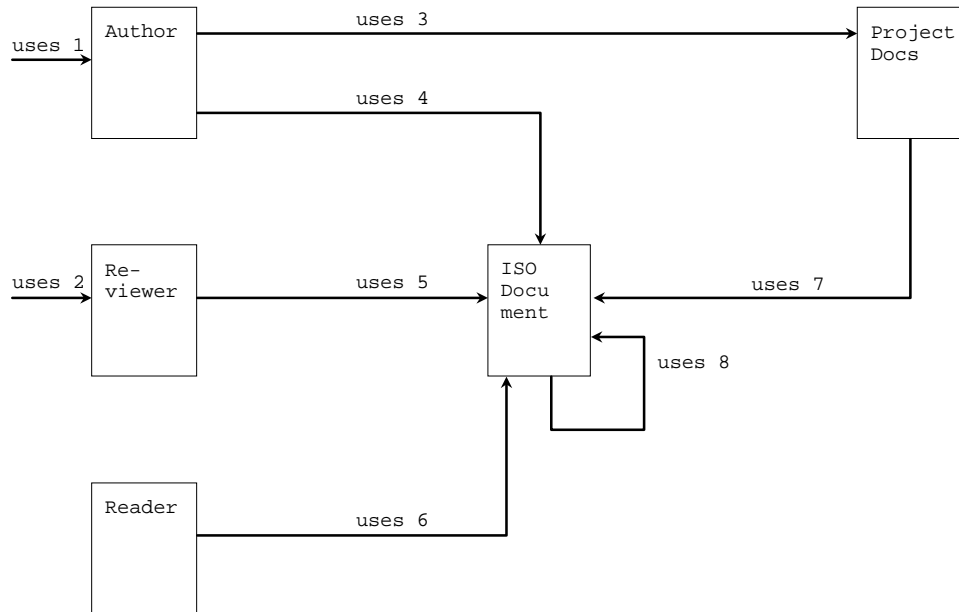 uses 1
Author
uses 3
Project
Docs
uses 4
uses 2
Re-
viewer
uses 5
ISO
Docu
ment
uses 7
uses 8
Reader
uses 6